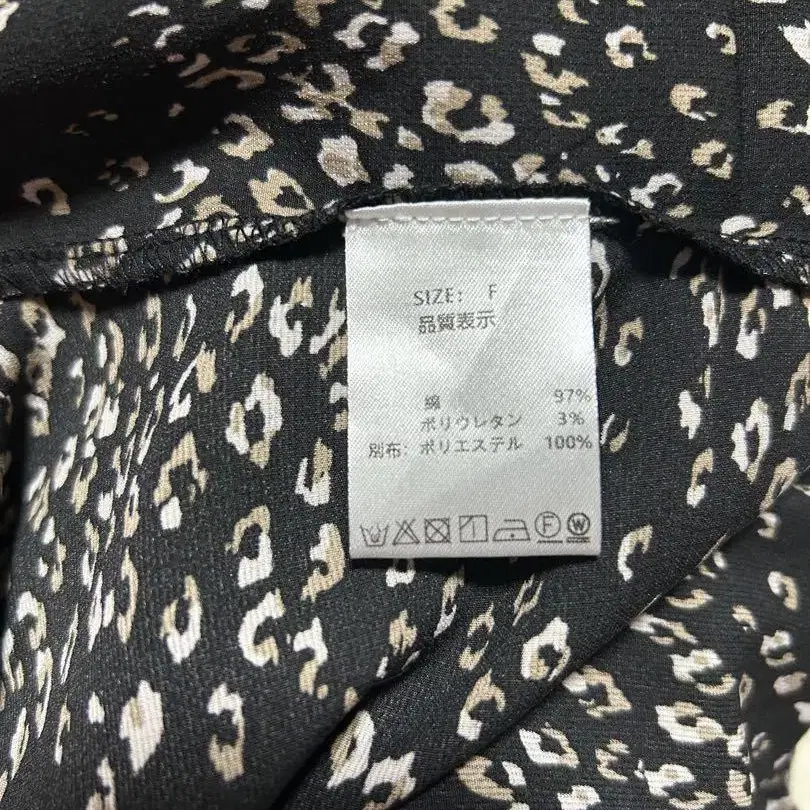 SIZE: F
品質表示
綿 97%
ポリウレタン 3%
別布: ポリエステル 100%
F W